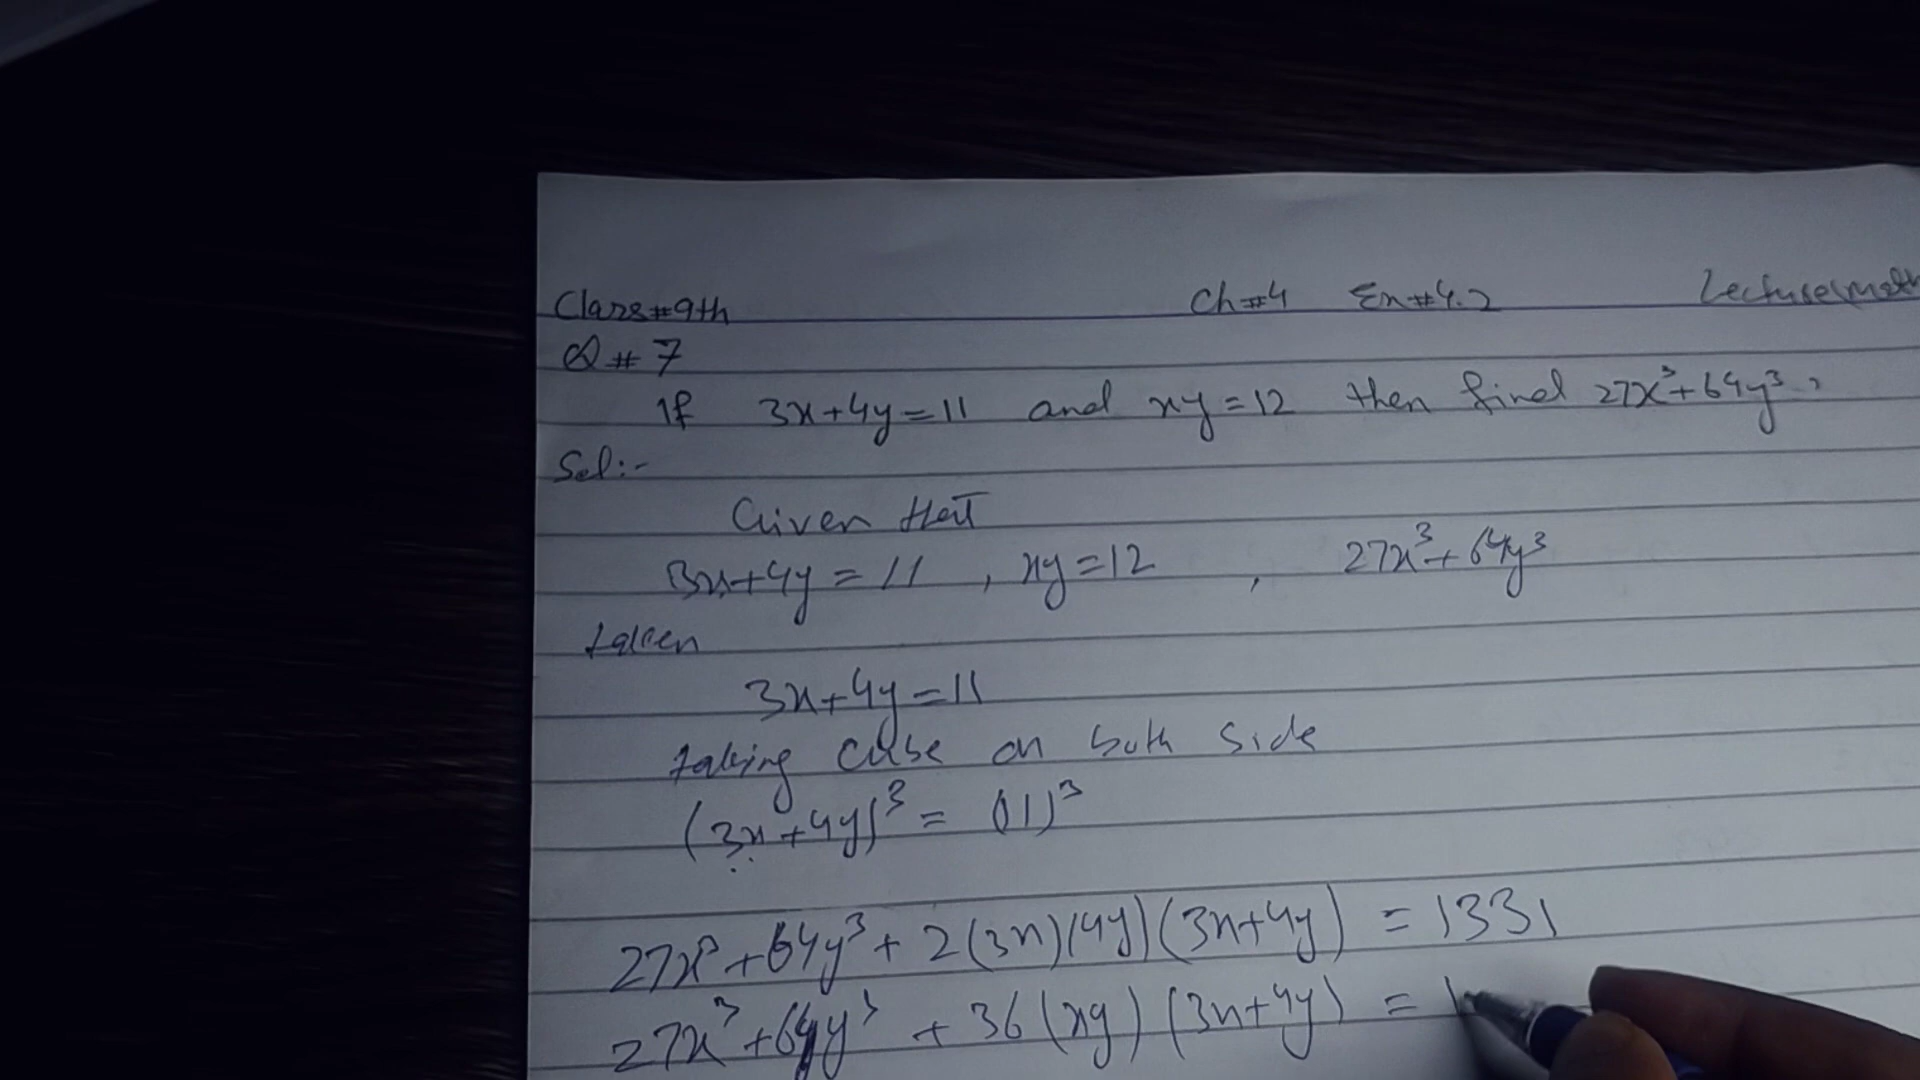 Class#9th Ch#4 Ex#4.2 Lecture(math
Q#7
If 3x+4y=11 and xy=12 then find 27x³+64y³?
Sol:-
Given that
3x+4y=11 , xy=12 , 27x³+64y³
taken
3x+4y=11
taking cube on both side
(3x+4y)³ = (11)³
27x³+64y³+2(3x)(4y)(3x+4y) = 1331
27x³+64y³ +36(xy)(3x+4y) = 1